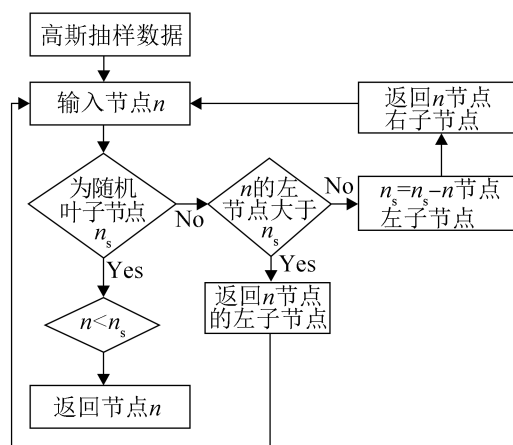 高斯抽样数据
输入节点n
为随机
叶子节点
nₛ
No
n的左
节点大于
nₛ
No
nₛ=nₛ-n节点
左子节点
返回n节点
右子节点
Yes
返回n节点
的左子节点
Yes
n<nₛ
返回节点n